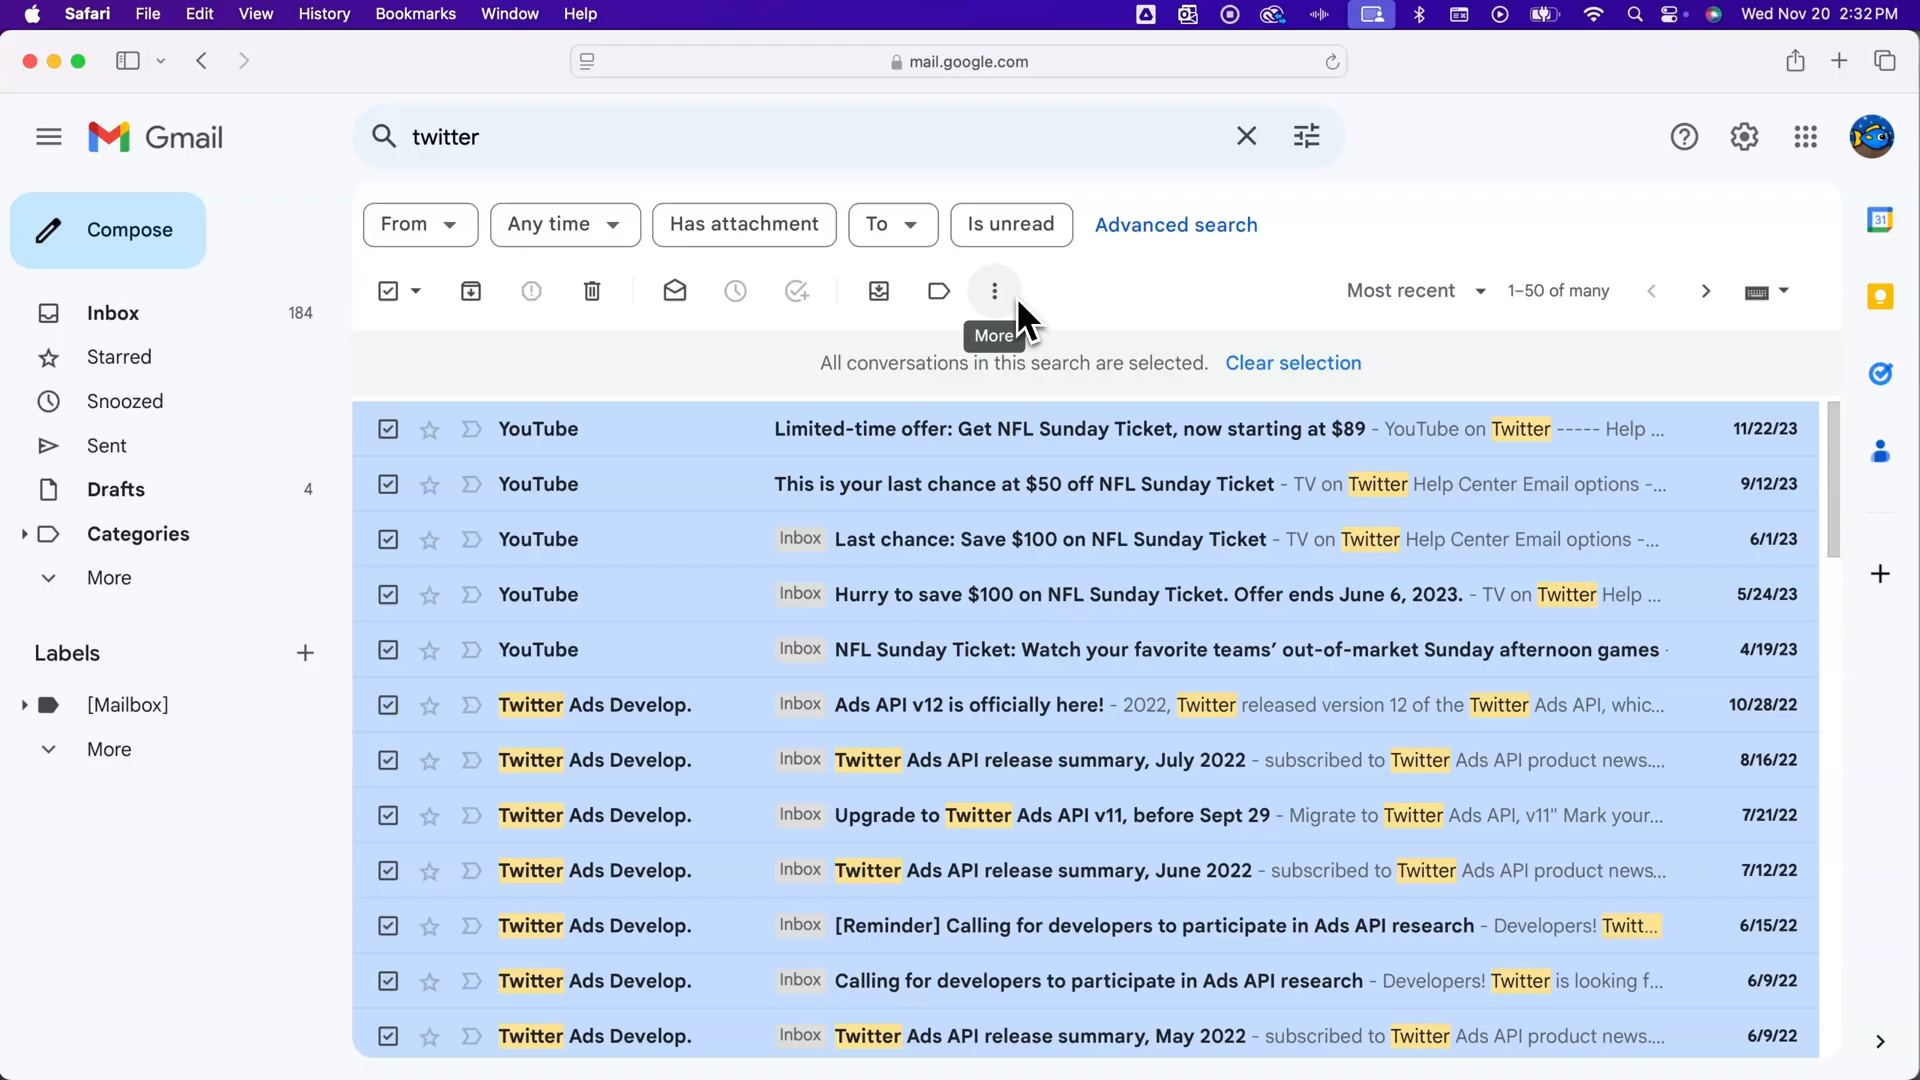 Safari File Edit View History Bookmarks Window Help Wed Nov 20 2:32 PM
mail.google.com
Gmail twitter
Compose
From Any time Has attachment To Is unread Advanced search
Most recent 1–50 of many
More
All conversations in this search are selected. Clear selection
Inbox 184
Starred
Snoozed
Sent
Drafts 4
Categories
More
Labels
[Mailbox]
More
YouTube Limited-time offer: Get NFL Sunday Ticket, now starting at $89 - YouTube on Twitter ----- Help ... 11/22/23
YouTube This is your last chance at $50 off NFL Sunday Ticket - TV on Twitter Help Center Email options -... 9/12/23
YouTube Inbox Last chance: Save $100 on NFL Sunday Ticket - TV on Twitter Help Center Email options -... 6/1/23
YouTube Inbox Hurry to save $100 on NFL Sunday Ticket. Offer ends June 6, 2023. - TV on Twitter Help ... 5/24/23
YouTube Inbox NFL Sunday Ticket: Watch your favorite teams’ out-of-market Sunday afternoon games - 4/19/23
Twitter Ads Develop. Inbox Ads API v12 is officially here! - 2022, Twitter released version 12 of the Twitter Ads API, whic... 10/28/22
Twitter Ads Develop. Inbox Twitter Ads API release summary, July 2022 - subscribed to Twitter Ads API product news.... 8/16/22
Twitter Ads Develop. Inbox Upgrade to Twitter Ads API v11, before Sept 29 - Migrate to Twitter Ads API, v11" Mark your... 7/21/22
Twitter Ads Develop. Inbox Twitter Ads API release summary, June 2022 - subscribed to Twitter Ads API product news... 7/12/22
Twitter Ads Develop. Inbox [Reminder] Calling for developers to participate in Ads API research - Developers! Twitt... 6/15/22
Twitter Ads Develop. Inbox Calling for developers to participate in Ads API research - Developers! Twitter is looking f... 6/9/22
Twitter Ads Develop. Inbox Twitter Ads API release summary, May 2022 - subscribed to Twitter Ads API product news.... 6/9/22
31